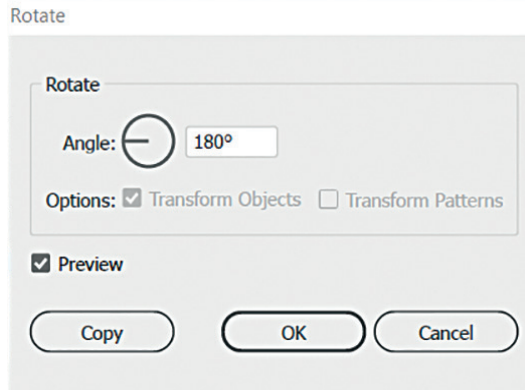 Rotate
Rotate
Angle: 180°
Options: Transform Objects Transform Patterns
Preview
Copy OK Cancel